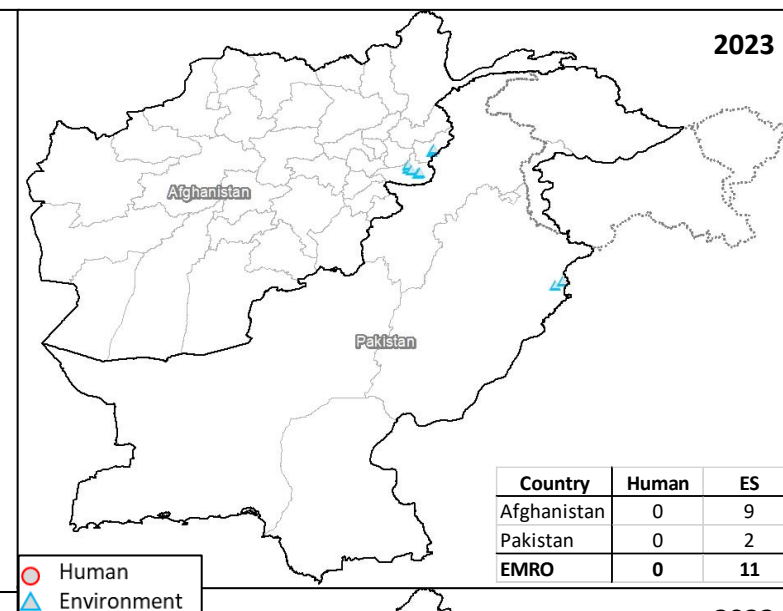 2023
Afghanistan
Pakistan
Country Human ES
Afghanistan 0 9
Pakistan 0 2
EMRO 0 11
Human
Environment